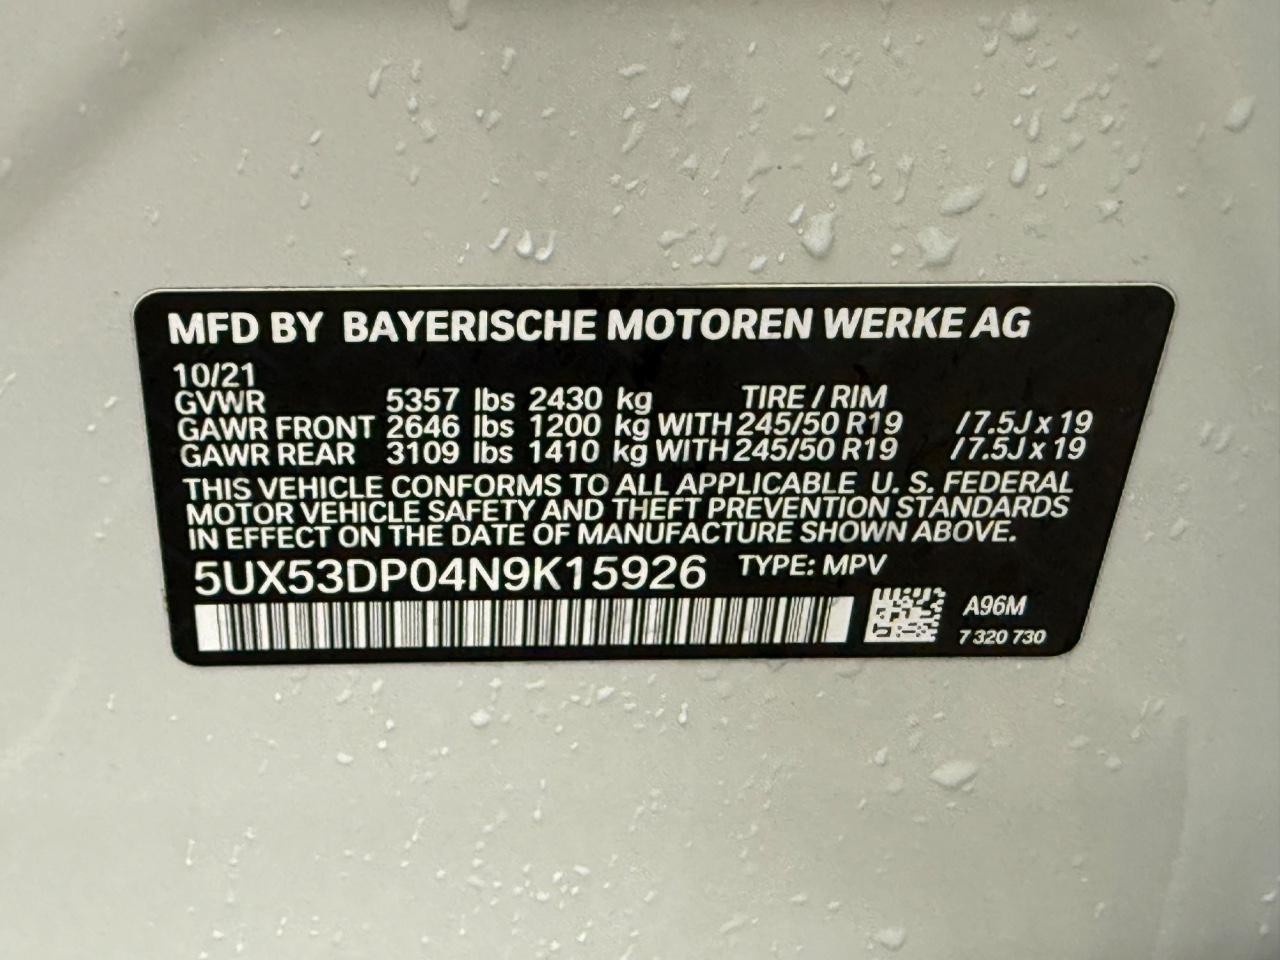 MFD BY BAYERISCHE MOTOREN WERKE AG
10/21
GVWR 5357 lbs 2430 kg TIRE / RIM
GAWR FRONT 2646 lbs 1200 kg WITH 245/50 R19 / 7.5J x 19
GAWR REAR 3109 lbs 1410 kg WITH 245/50 R19 / 7.5J x 19
THIS VEHICLE CONFORMS TO ALL APPLICABLE U. S. FEDERAL
MOTOR VEHICLE SAFETY AND THEFT PREVENTION STANDARDS
IN EFFECT ON THE DATE OF MANUFACTURE SHOWN ABOVE.
5UX53DP04N9K15926 TYPE: MPV
A96M
7 320 730